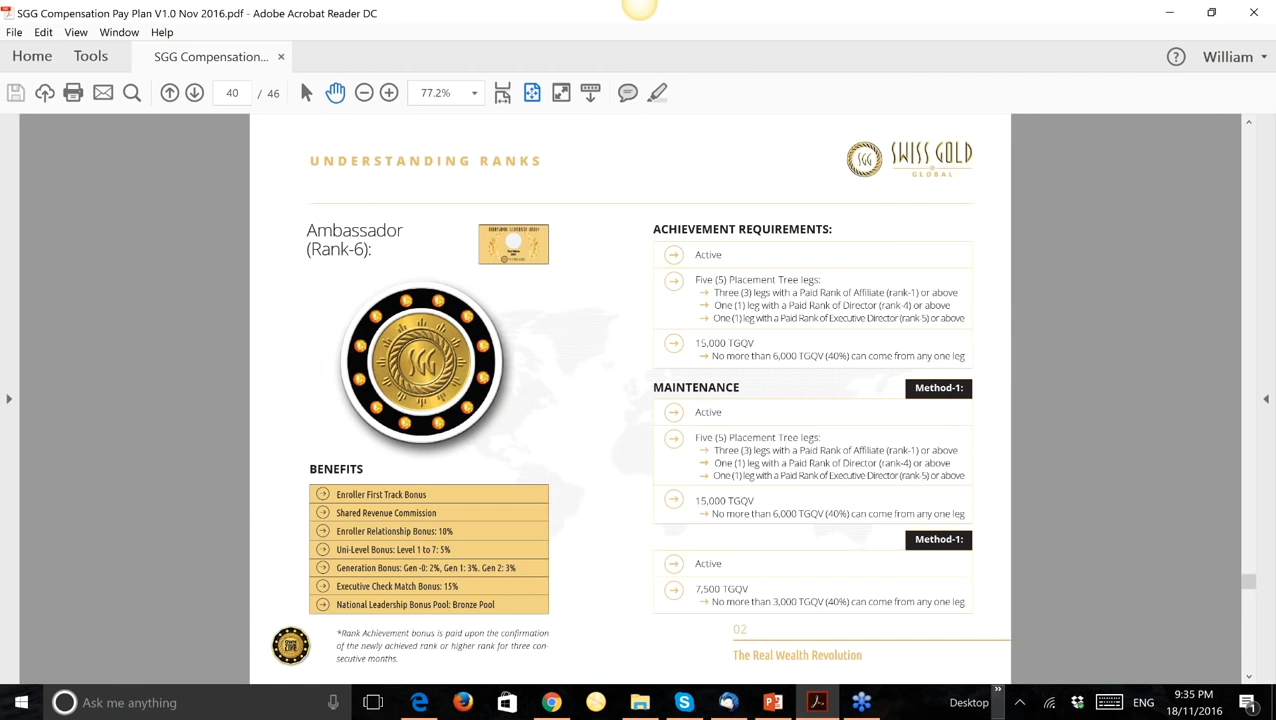 SGG Compensation Pay Plan V1.0 Nov 2016.pdf - Adobe Acrobat Reader DC
File Edit View Window Help
Home Tools SGG Compensation... × William
40 / 46 77.2%
UNDERSTANDING RANKS
SGG SWISS GOLD
GLOBAL
Ambassador
(Rank-6):
SGG
BENEFITS
Enroller First Track Bonus
Shared Revenue Commission
Enroller Relationship Bonus: 10%
Uni-Level Bonus: Level 1 to 7: 5%
Generation Bonus: Gen -0: 2%, Gen 1: 3%. Gen 2: 3%
Executive Check Match Bonus: 15%
National Leadership Bonus Pool: Bronze Pool
*Rank Achievement bonus is paid upon the confirmation
of the newly achieved rank or higher rank for three con-
secutive months.
ACHIEVEMENT REQUIREMENTS:
Active
Five (5) Placement Tree legs:
Three (3) legs with a Paid Rank of Affiliate (rank-1) or above
One (1) leg with a Paid Rank of Director (rank-4) or above
One (1) leg with a Paid Rank of Executive Director (rank-5) or above
15,000 TGQV
No more than 6,000 TGQV (40%) can come from any one leg
MAINTENANCE Method-1:
Active
Five (5) Placement Tree legs:
Three (3) legs with a Paid Rank of Affiliate (rank-1) or above
One (1) leg with a Paid Rank of Director (rank-4) or above
One (1) leg with a Paid Rank of Executive Director (rank-5) or above
15,000 TGQV
No more than 6,000 TGQV (40%) can come from any one leg
Method-1:
Active
7,500 TGQV
No more than 3,000 TGQV (40%) can come from any one leg
02
The Real Wealth Revolution
Ask me anything
Desktop
ENG
9:35 PM
18/11/2016